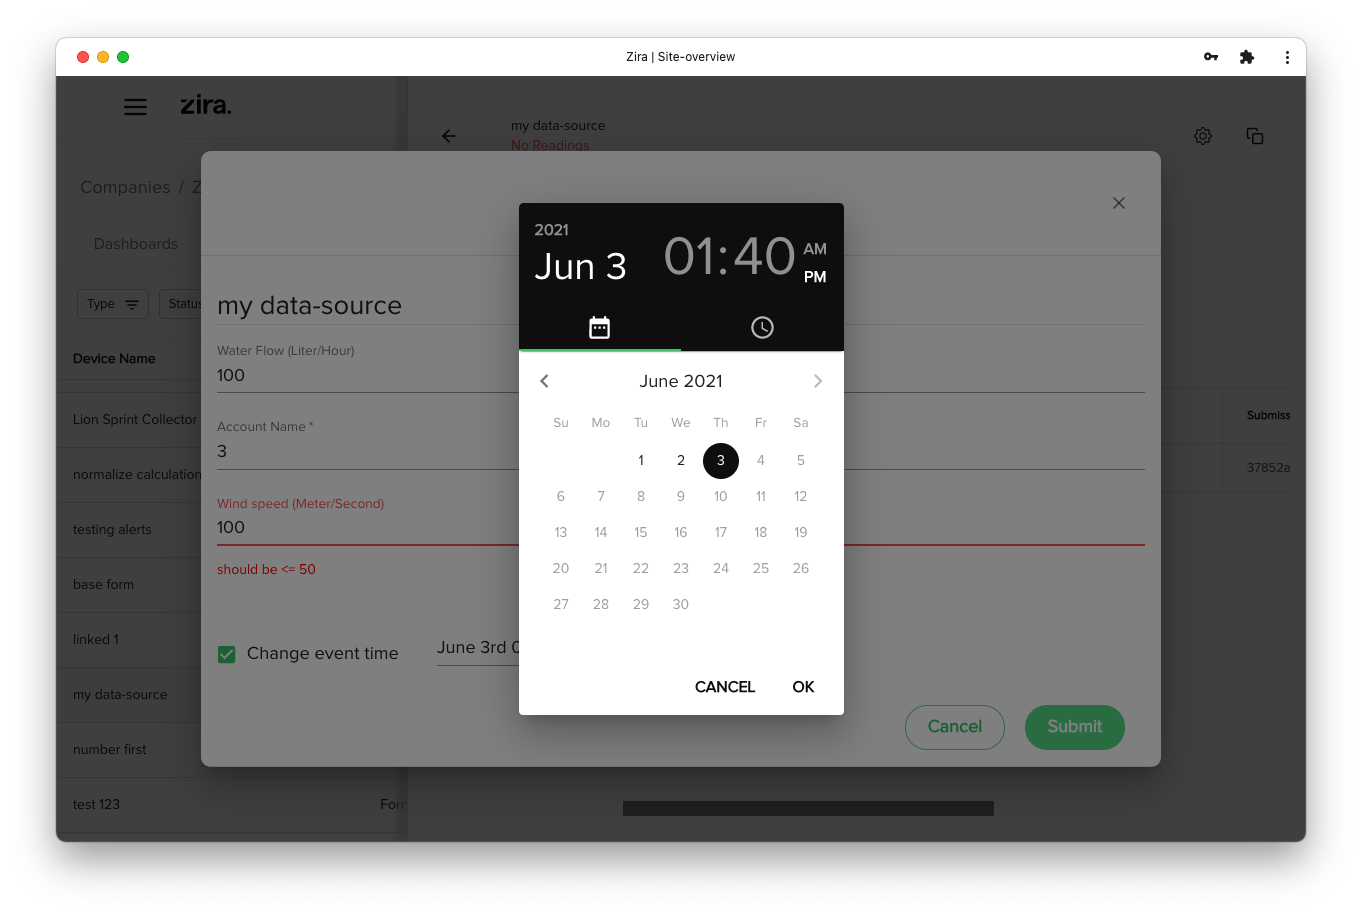 Zira | Site-overview
zira.
my data-source
No Readings
Companies / Z
Dashboards
Type
Status
Device Name
Lion Sprint Collector
normalize calculation
testing alerts
base form
linked 1
my data-source
number first
test 123
Form
Submiss
37852a
my data-source
Water Flow (Liter/Hour)
100
Account Name *
3
Wind speed (Meter/Second)
100
should be <= 50
Change event time
June 3rd 0
Cancel
Submit
2021
Jun 3
01:40
AM
PM
June 2021
Su Mo Tu We Th Fr Sa
1 2 3 4 5
6 7 8 9 10 11 12
13 14 15 16 17 18 19
20 21 22 23 24 25 26
27 28 29 30
CANCEL OK